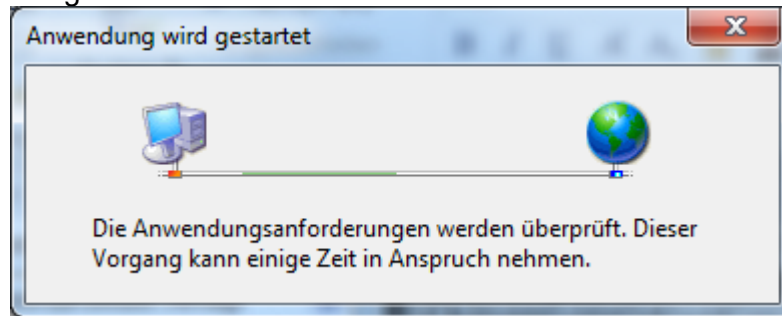 Anwendung wird gestartet
Die Anwendungsanforderungen werden überprüft. Dieser
Vorgang kann einige Zeit in Anspruch nehmen.